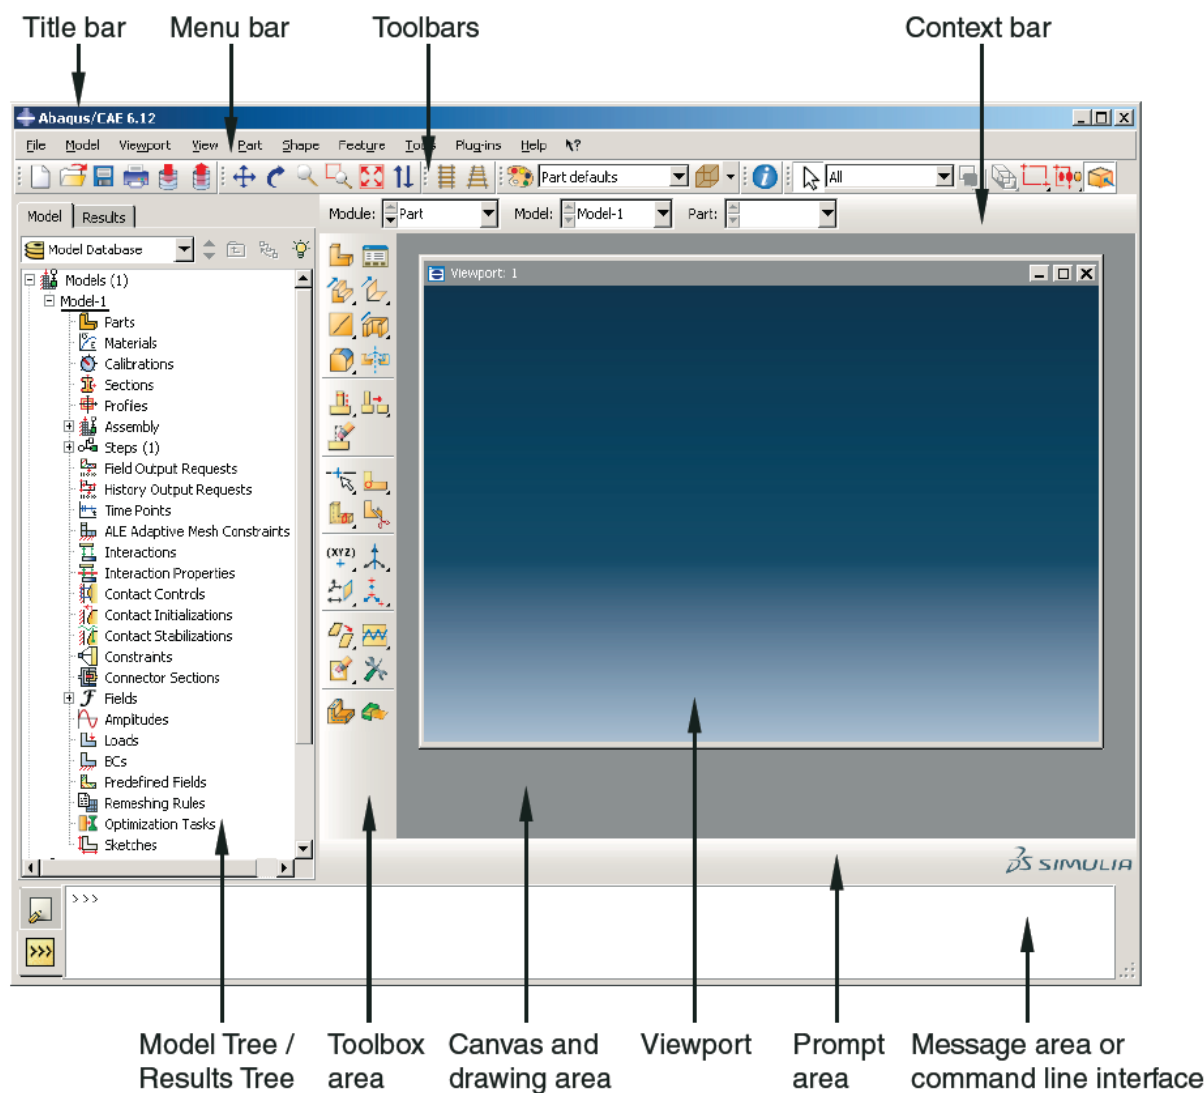 Title bar
Menu bar
Toolbars
Context bar
Abaqus/CAE 6.12
File Model Viewport View Part Shape Feature Tools Plug-ins Help
Part defaults
All
Model
Results
Module: Part
Model: Model-1
Part:
Model Database
Models (1)
Model-1
Parts
Materials
Calibrations
Sections
Profiles
Assembly
Steps (1)
Field Output Requests
History Output Requests
Time Points
ALE Adaptive Mesh Constraints
Interactions
Interaction Properties
Contact Controls
Contact Initializations
Contact Stabilizations
Constraints
Connector Sections
Fields
Amplitudes
Loads
BCs
Predefined Fields
Remeshing Rules
Optimization Tasks
Sketches
(XYZ)
Viewport: 1
SIMULIA
>>>
>>>
Model Tree /
Results Tree
Toolbox
area
Canvas and
drawing area
Viewport
Prompt
area
Message area or
command line interface